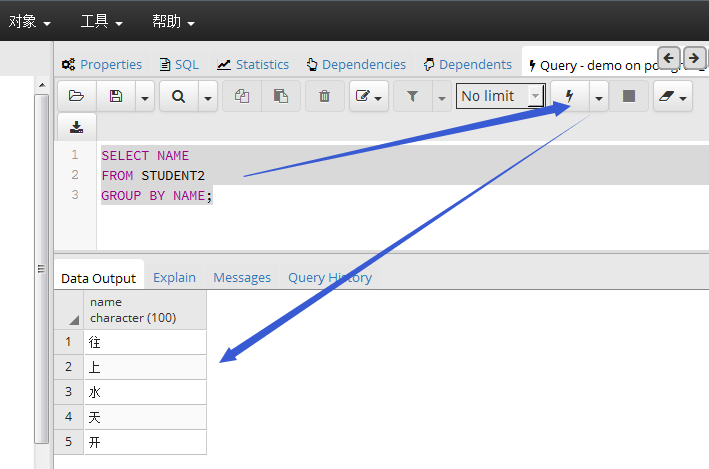 对象 工具 帮助
Properties SQL Statistics Dependencies Dependents Query - demo on
No limit
1 SELECT NAME
2 FROM STUDENT2
3 GROUP BY NAME;
Data Output Explain Messages Query History
name
character (100)
1 往
2 上
3 水
4 天
5 开